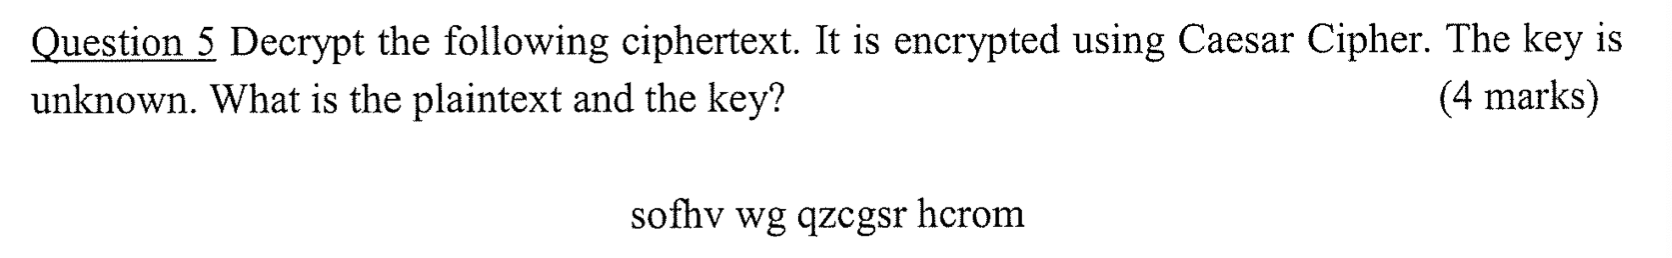 Question 5 Decrypt the following ciphertext. It is encrypted using Caesar Cipher. The key is
unknown. What is the plaintext and the key? (4 marks)
sofhv wg qzcgsr hcrom